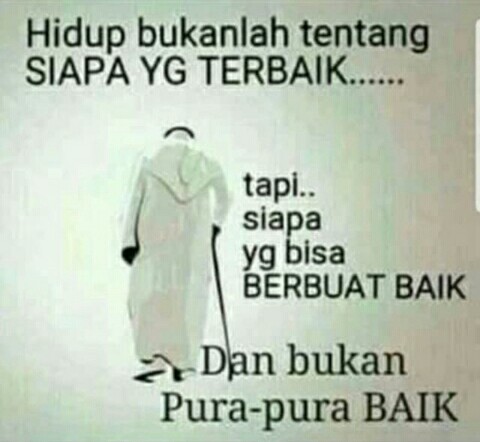 Hidup bukanlah tentang
SIAPA YG TERBAIK......
tapi..
siapa
yg bisa
BERBUAT BAIK
Dan bukan
Pura-pura BAIK